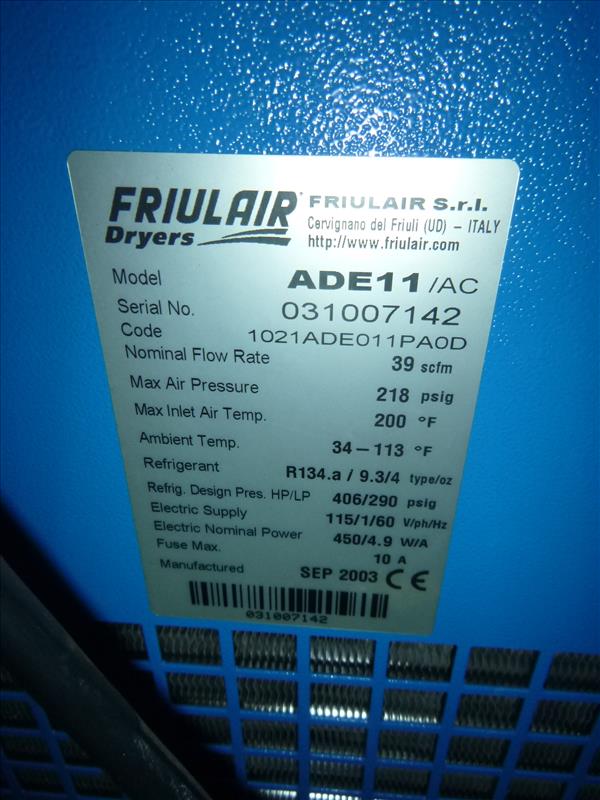 FRIULAIR
Dryers
FRIULAIR S.r.l.
Cervignano del Friuli (UD) – ITALY
http://www.friulair.com
Model ADE11 /AC
Serial No. 031007142
Code 1021ADE011PA0D
Nominal Flow Rate 39 scfm
Max Air Pressure 218 psig
Max Inlet Air Temp. 200 °F
Ambient Temp. 34–113 °F
Refrigerant R134.a / 9.3/4 type/oz
Refrig. Design Pres. HP/LP 406/290 psig
Electric Supply 115/1/60 V/ph/Hz
Electric Nominal Power 450/4.9 W/A
Fuse Max. 10 A
Manufactured SEP 2003 CE
031007142